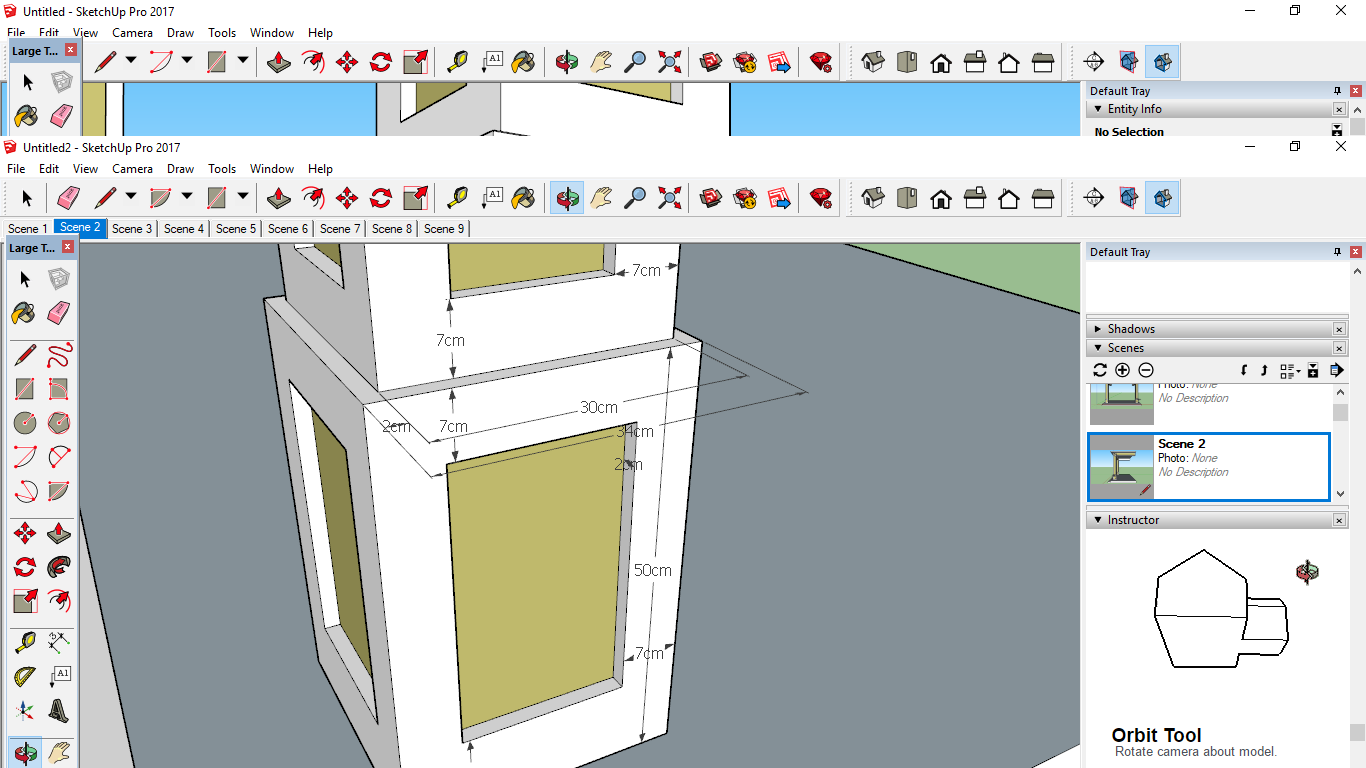 Untitled - SketchUp Pro 2017
File Edit View Camera Draw Tools Window Help
Large T...
A1
Default Tray
Entity Info
No Selection
Untitled2 - SketchUp Pro 2017
File Edit View Camera Draw Tools Window Help
A1
Scene 1 Scene 2 Scene 3 Scene 4 Scene 5 Scene 6 Scene 7 Scene 8 Scene 9
Large T...
A1
7cm
7cm
30cm
2cm
7cm
34cm
2cm
50cm
7cm
Default Tray
Shadows
Scenes
Photo: None
No Description
Scene 2
Photo: None
No Description
Instructor
Orbit Tool
Rotate camera about model.